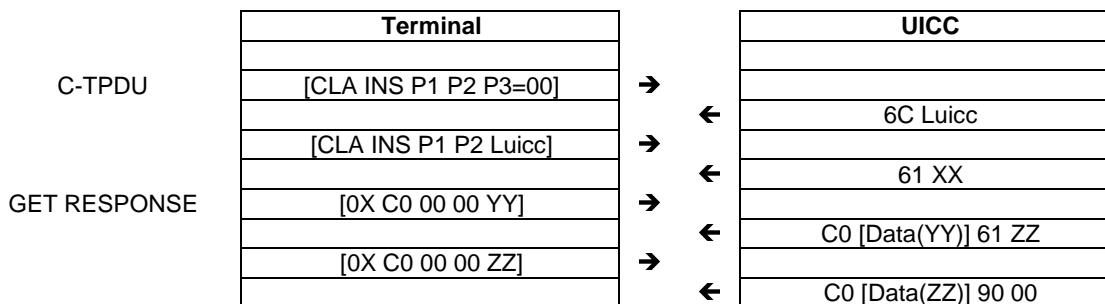 Terminal UICC
C-TPDU [CLA INS P1 P2 P3=00] →
← 6C Luicc
[CLA INS P1 P2 Luicc] →
← 61 XX
GET RESPONSE [0X C0 00 00 YY] →
← C0 [Data(YY)] 61 ZZ
[0X C0 00 00 ZZ] →
← C0 [Data(ZZ)] 90 00